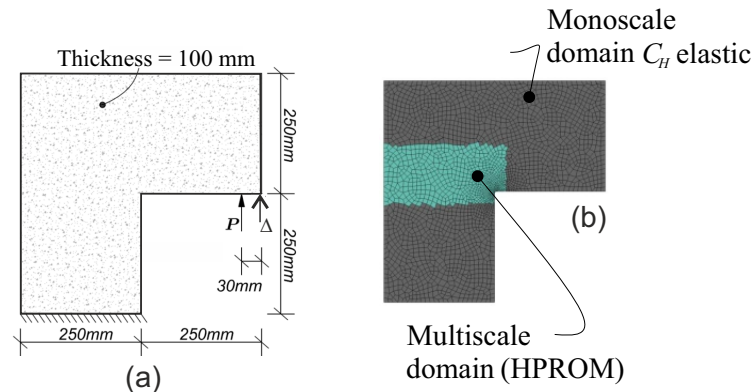 Thickness = 100 mm
250mm
250mm
P
Δ
30mm
250mm
250mm
(a)
Monoscale
domain C_H elastic
(b)
Multiscale
domain (HPROM)